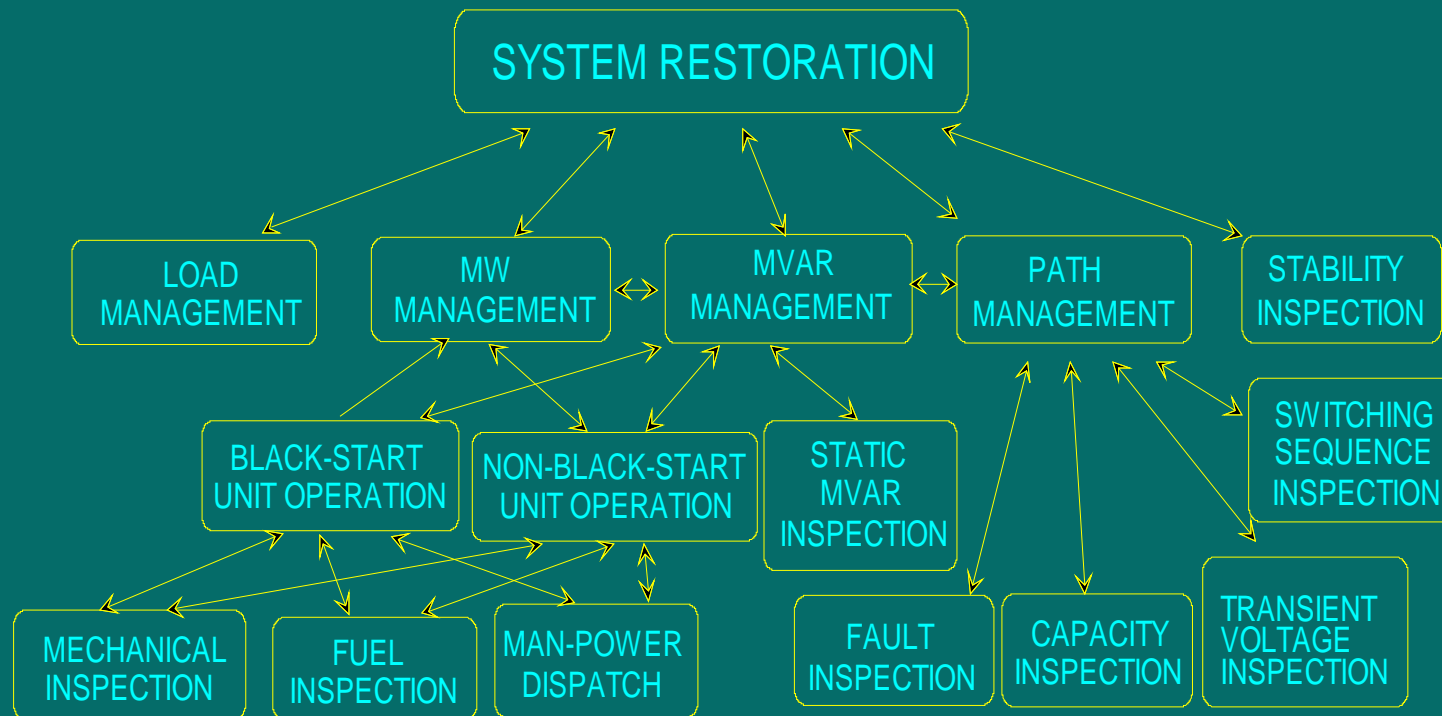 SYSTEM RESTORATION
LOAD
MANAGEMENT
MW
MANAGEMENT
MVAR
MANAGEMENT
PATH
MANAGEMENT
STABILITY
INSPECTION
BLACK-START
UNIT OPERATION
NON-BLACK-START
UNIT OPERATION
STATIC
MVAR
INSPECTION
SWITCHING
SEQUENCE
INSPECTION
MECHANICAL
INSPECTION
FUEL
INSPECTION
MAN-POWER
DISPATCH
FAULT
INSPECTION
CAPACITY
INSPECTION
TRANSIENT
VOLTAGE
INSPECTION